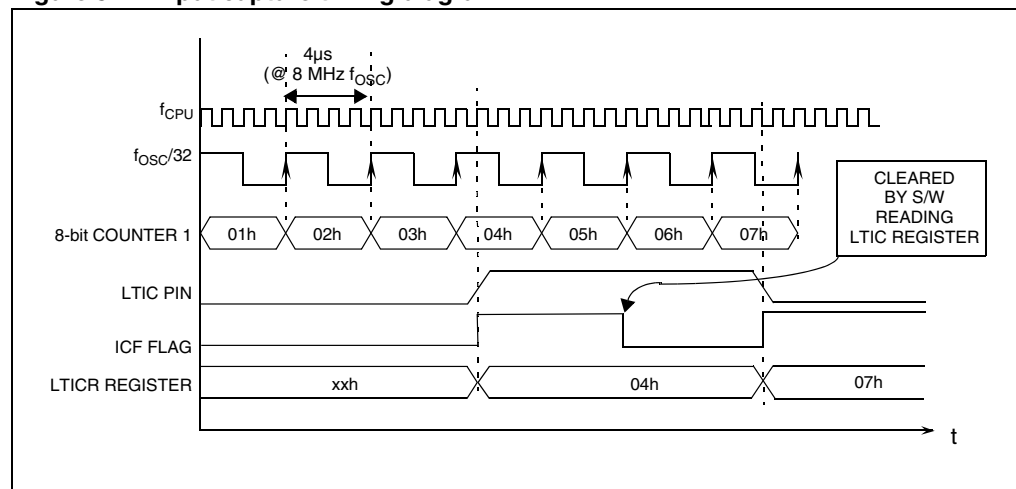 4µs
(@ 8 MHz fOSC)
fCPU
fOSC/32
CLEARED
BY S/W
READING
LTIC REGISTER
8-bit COUNTER 1
01h
02h
03h
04h
05h
06h
07h
LTIC PIN
ICF FLAG
LTICR REGISTER
xxh
04h
07h
t